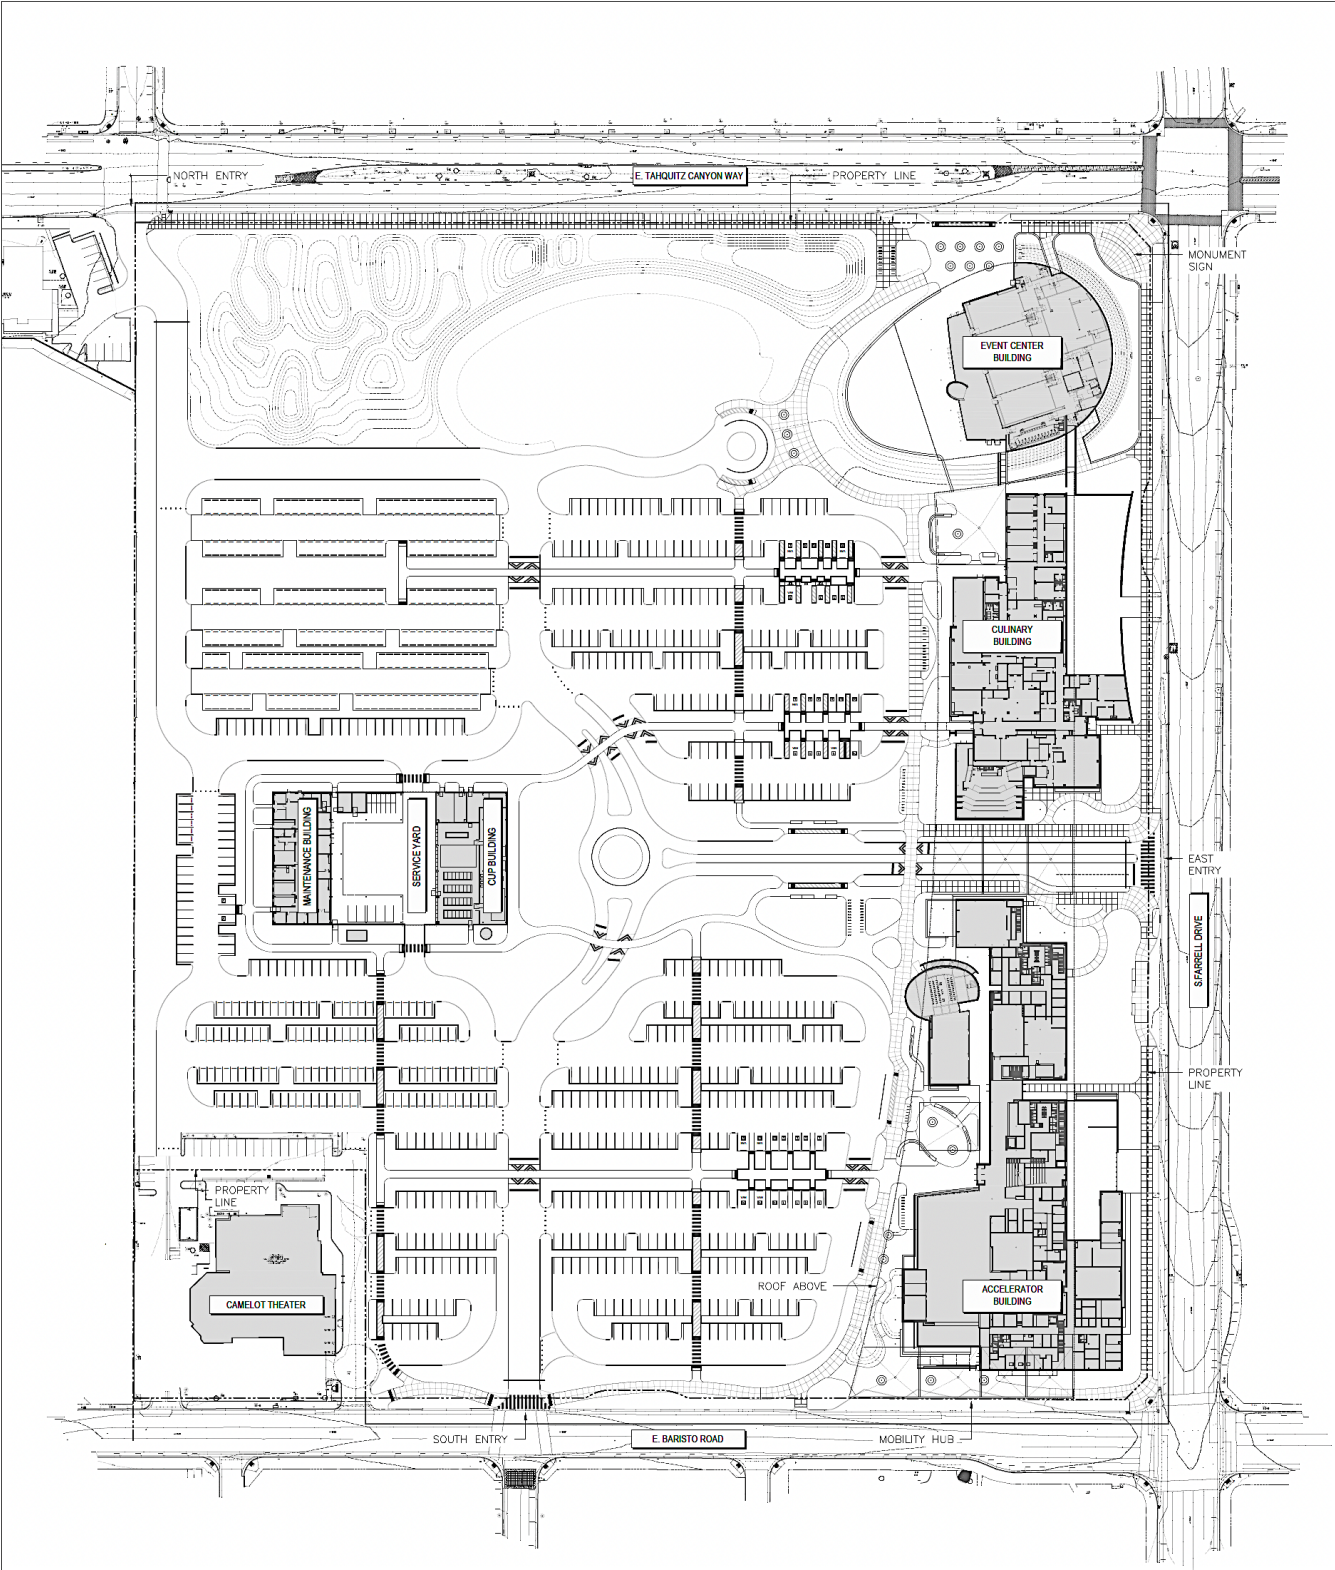 NORTH ENTRY
E. TAHQUITZ CANYON WAY
PROPERTY LINE
MONUMENT
SIGN
EVENT CENTER
BUILDING
CULINARY
BUILDING
MAINTENANCE BUILDING
SERVICE YARD
CUP BUILDING
EAST
ENTRY
S.FARRELL DRIVE
PROPERTY
LINE
PROPERTY
LINE
ROOF ABOVE
ACCELERATOR
BUILDING
CAMELOT THEATER
SOUTH ENTRY
E. BARISTO ROAD
MOBILITY HUB